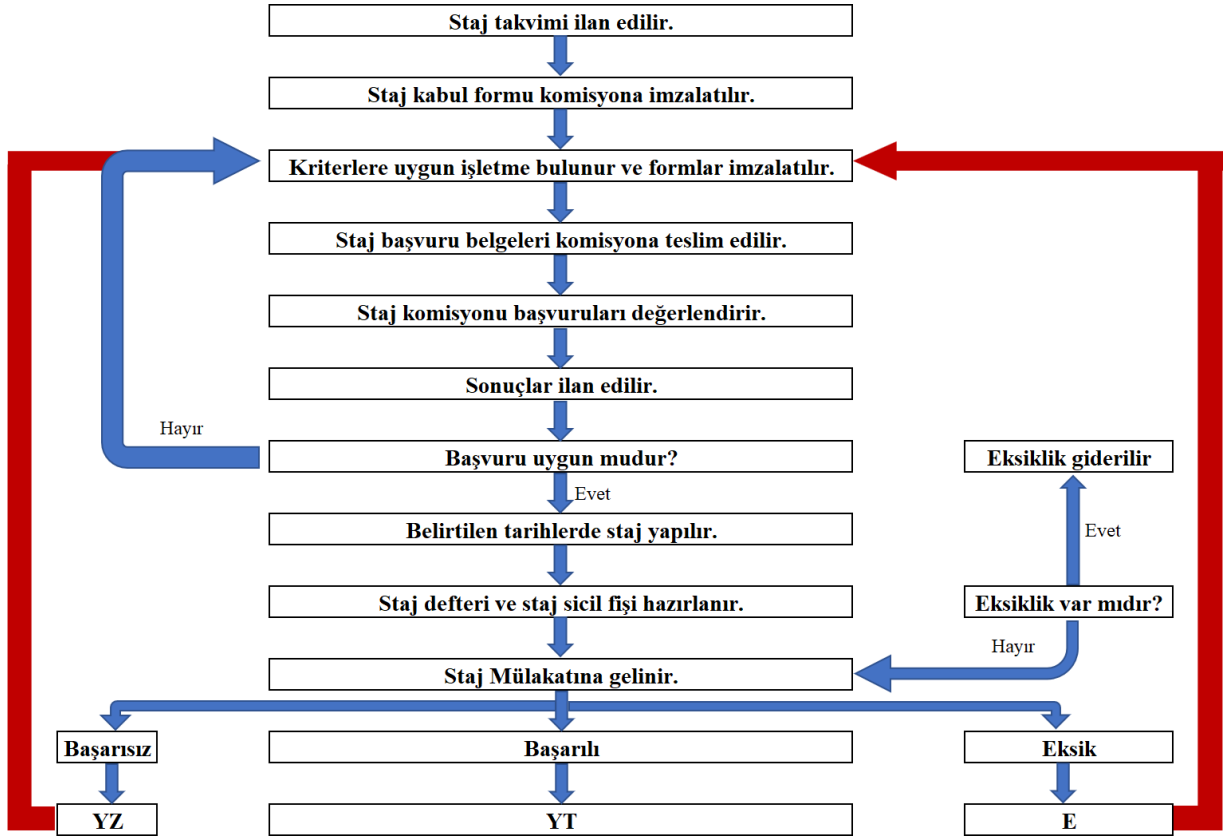 Staj takvimi ilan edilir.
Staj kabul formu komisyona imzalatılır.
Kriterlere uygun işletme bulunur ve formlar imzalatılır.
Staj başvuru belgeleri komisyona teslim edilir.
Staj komisyonu başvuruları değerlendirir.
Sonuçlar ilan edilir.
Hayır
Başvuru uygun mudur?
Eksiklik giderilir
Evet
Belirtilen tarihlerde staj yapılır.
Evet
Staj defteri ve staj sicil fişi hazırlanır.
Eksiklik var mıdır?
Hayır
Staj Mülakatına gelinir.
Başarısız
Başarılı
Eksik
YZ
YT
E